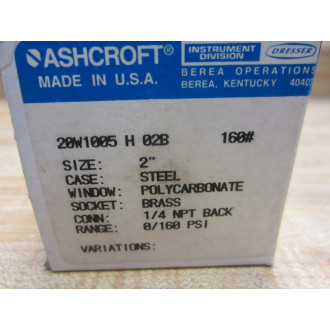 ASHCROFT®
MADE IN U.S.A.
INSTRUMENT
DIVISION
DRESSER
BEREA OPERATIONS
BEREA, KENTUCKY 40403
20W1005 H 02B 160#
SIZE: 2"
CASE: STEEL
WINDOW: POLYCARBONATE
SOCKET: BRASS
CONN: 1/4 NPT BACK
RANGE: 0/160 PSI
VARIATIONS: